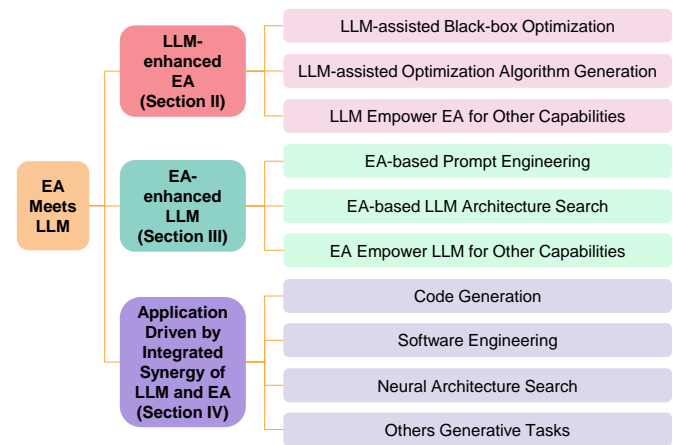 EA
Meets
LLM
LLM-
enhanced
EA
(Section II)
LLM-assisted Black-box Optimization
LLM-assisted Optimization Algorithm Generation
LLM Empower EA for Other Capabilities
EA-
enhanced
LLM
(Section III)
EA-based Prompt Engineering
EA-based LLM Architecture Search
EA Empower LLM for Other Capabilities
Application
Driven by
Integrated
Synergy of
LLM and EA
(Section IV)
Code Generation
Software Engineering
Neural Architecture Search
Others Generative Tasks